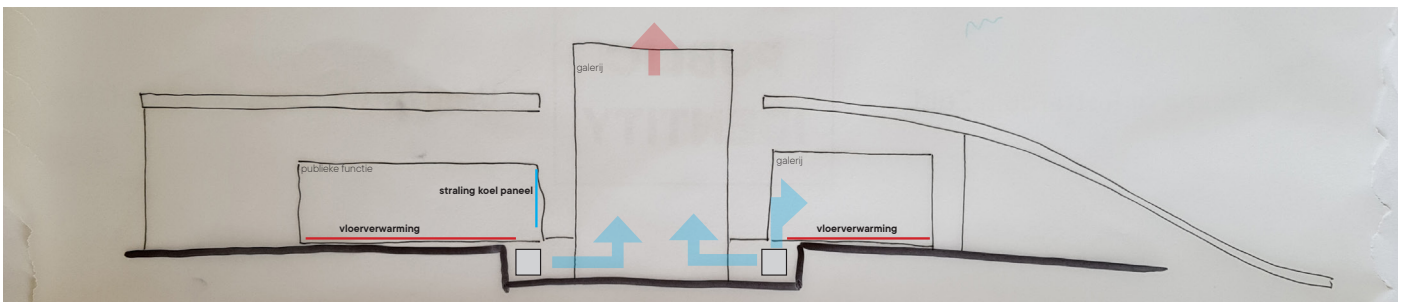 galerij
publieke functie
galerij
straling koel paneel
vloerverwarming
vloerverwarming